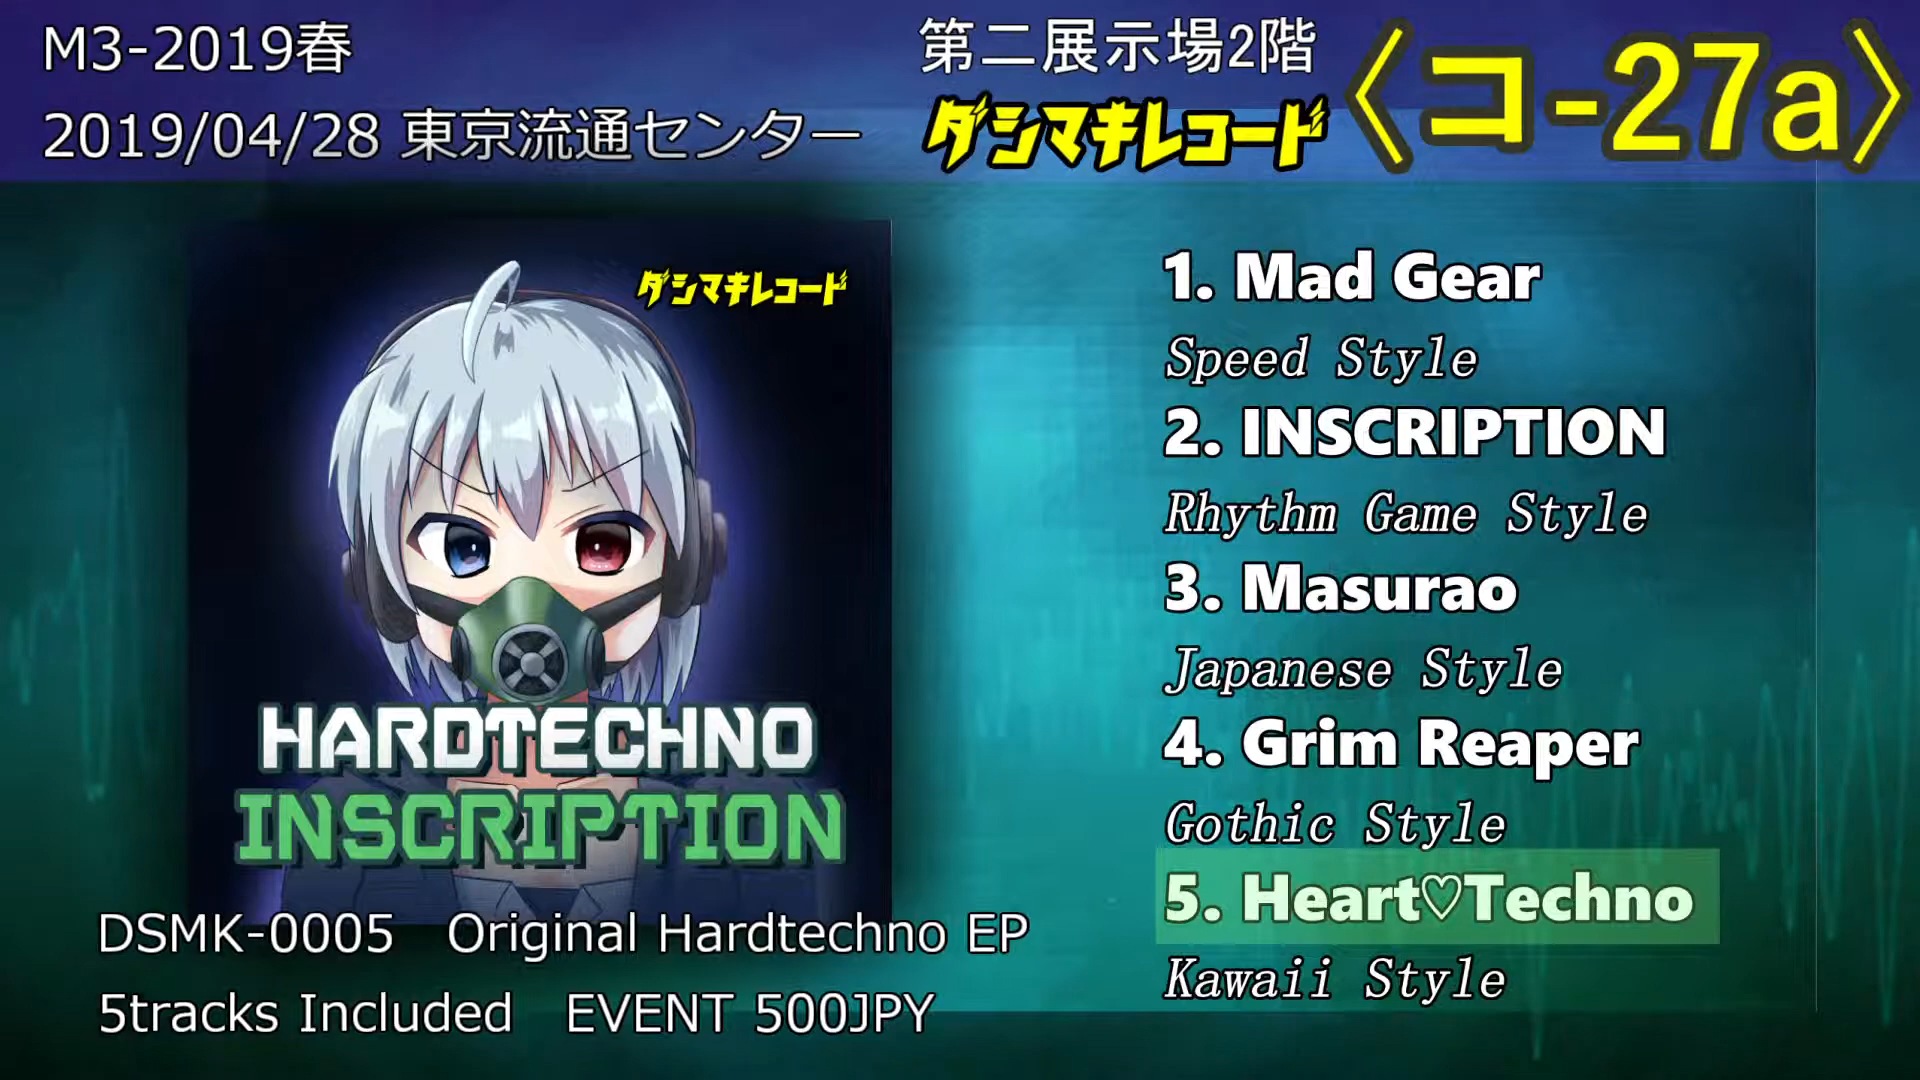 M3-2019春
2019/04/28 東京流通センター
第二展示場2階
ダシマキレコード
〈コ-27a〉
ダシマキレコード
HARDTECHNO
INSCRIPTION
DSMK-0005 Original Hardtechno EP
5tracks Included EVENT 500JPY
1. Mad Gear
Speed Style
2. INSCRIPTION
Rhythm Game Style
3. Masurao
Japanese Style
4. Grim Reaper
Gothic Style
5. Heart♡Techno
Kawaii Style